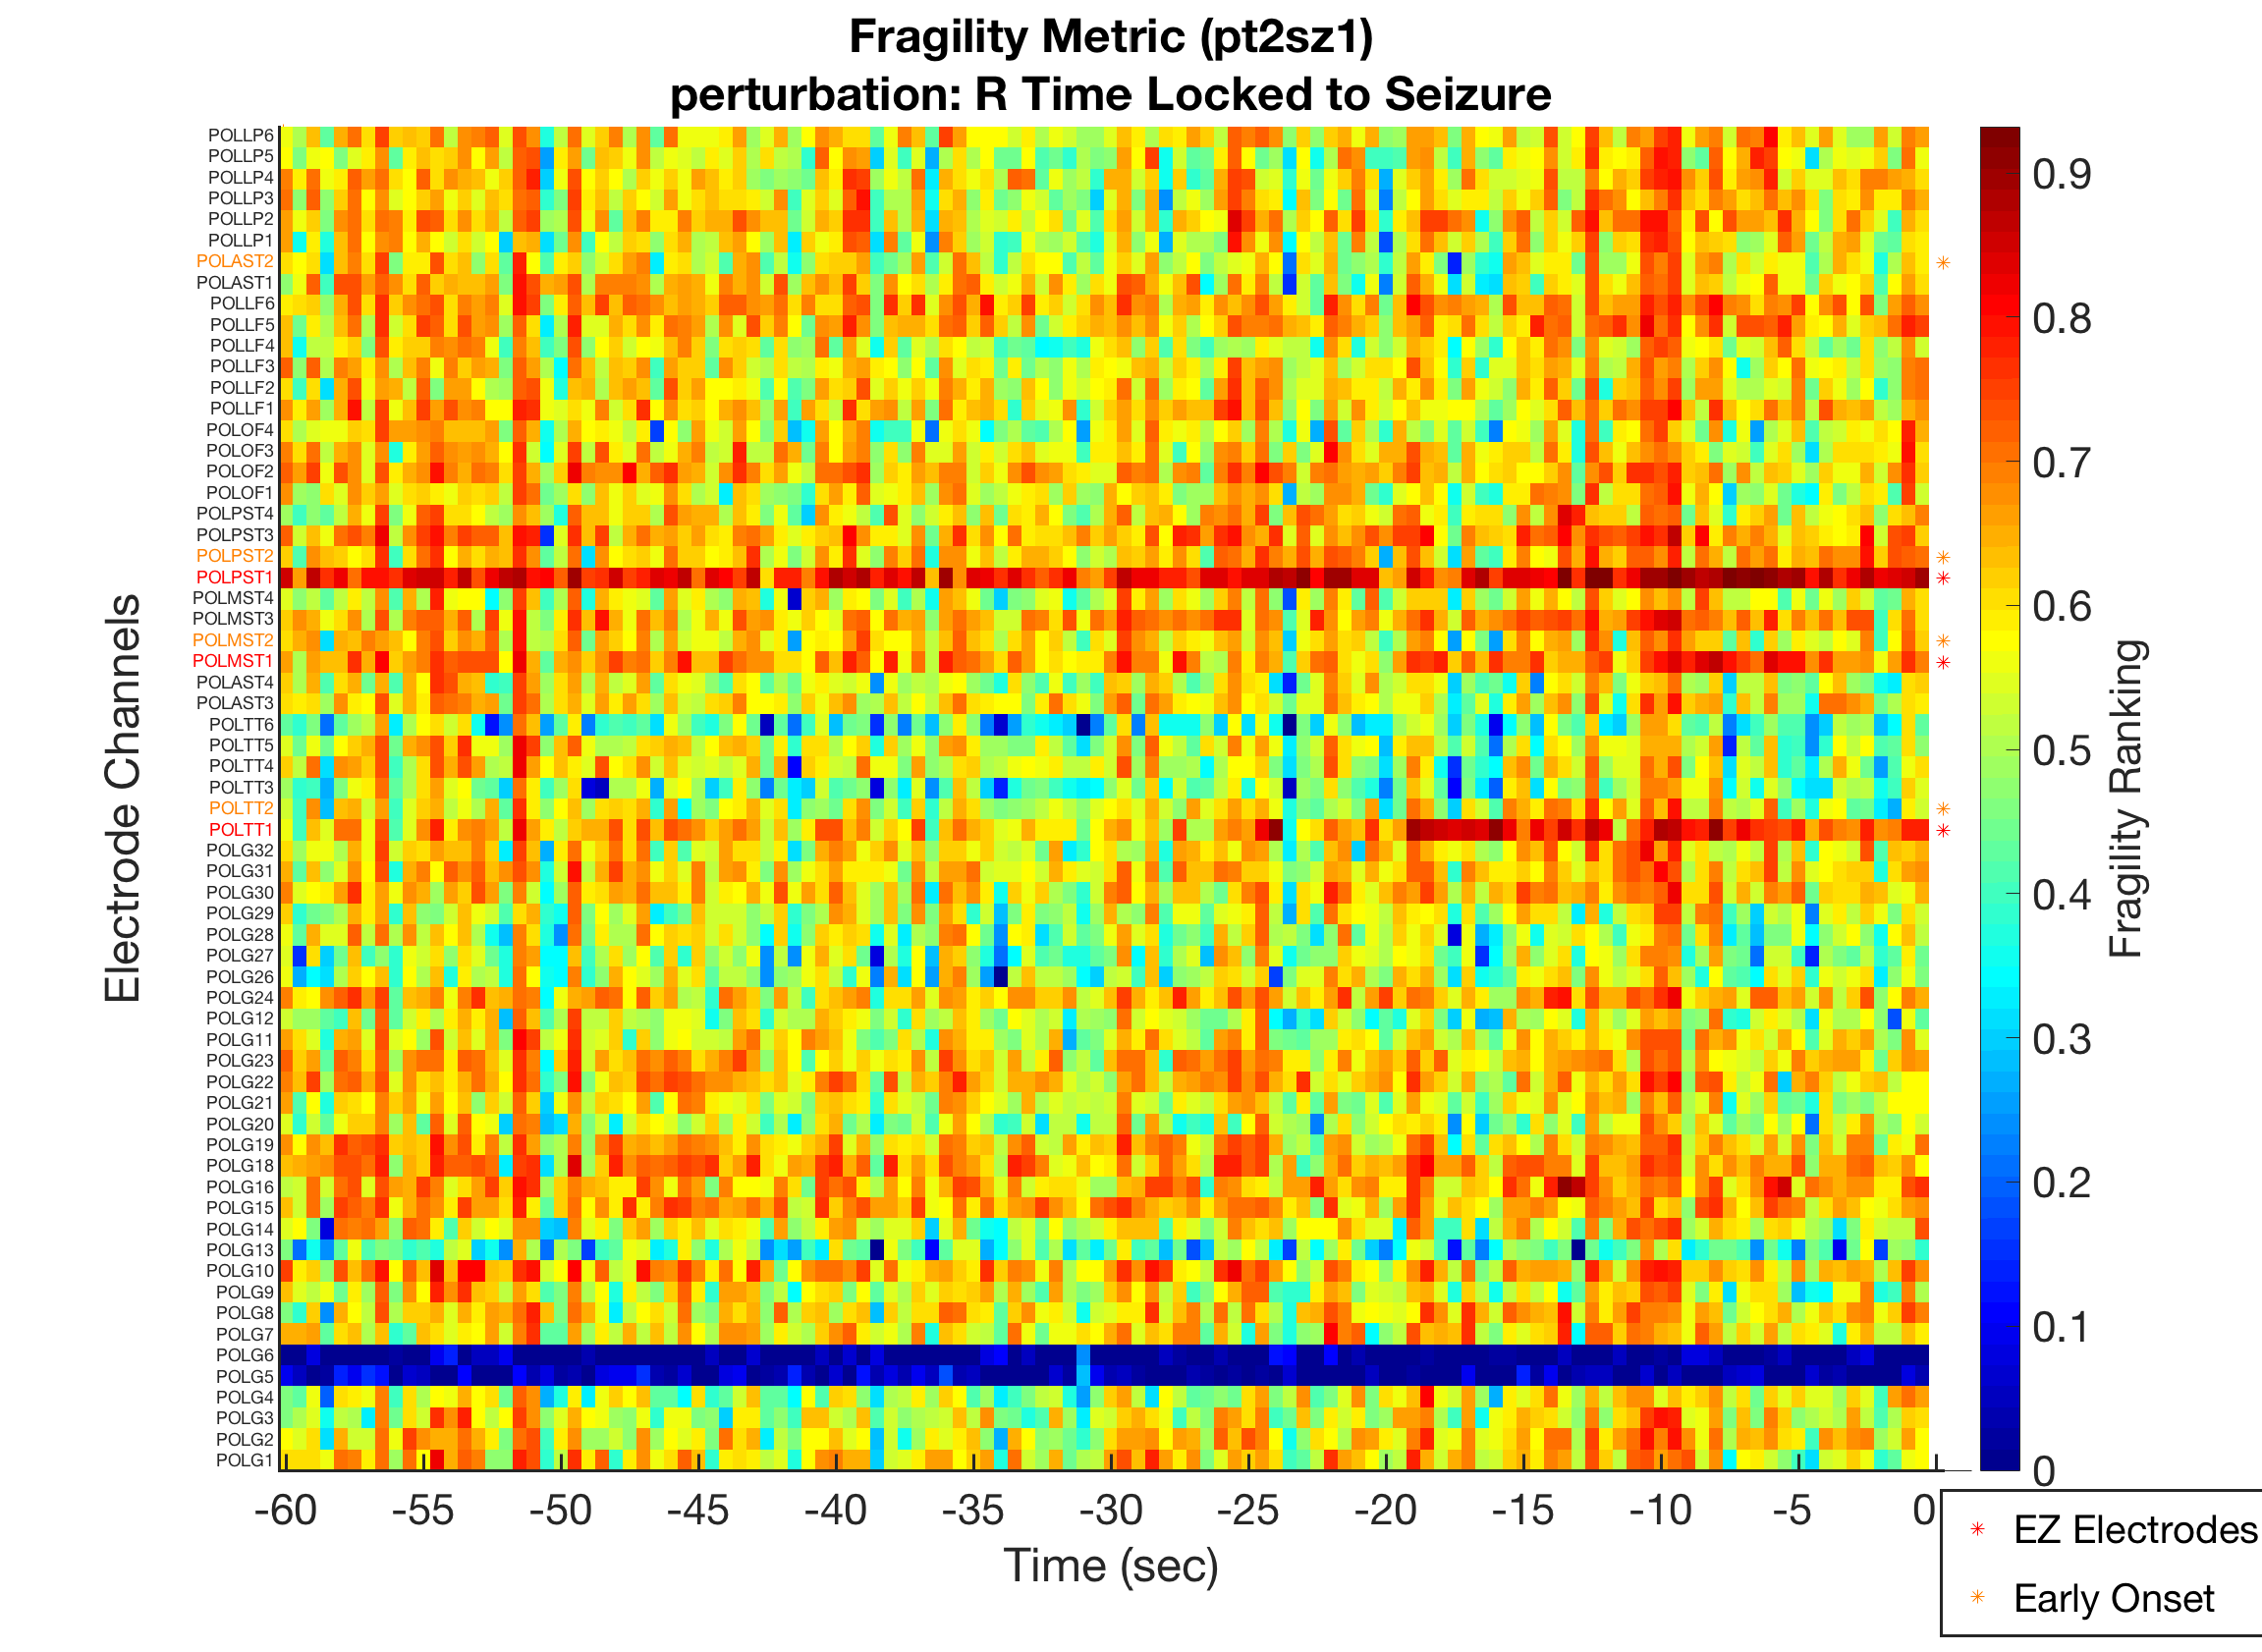 Fragility Metric (pt2sz1)
perturbation: R Time Locked to Seizure
Electrode Channels
POLLP6
POLLP5
POLLP4
POLLP3
POLLP2
POLLP1
POLAST2
POLAST1
POLLF6
POLLF5
POLLF4
POLLF3
POLLF2
POLLF1
POLOF4
POLOF3
POLOF2
POLOF1
POLPST4
POLPST3
POLPST2
POLPST1
POLMST4
POLMST3
POLMST2
POLMST1
POLAST4
POLAST3
POLTT6
POLTT5
POLTT4
POLTT3
POLTT2
POLTT1
POLG32
POLG31
POLG30
POLG29
POLG28
POLG27
POLG26
POLG24
POLG12
POLG11
POLG23
POLG22
POLG21
POLG20
POLG19
POLG18
POLG16
POLG15
POLG14
POLG13
POLG10
POLG9
POLG8
POLG7
POLG6
POLG5
POLG4
POLG3
POLG2
POLG1
-60 -55 -50 -45 -40 -35 -30 -25 -20 -15 -10 -5 0
Time (sec)
0.9
0.8
0.7
0.6
0.5
0.4
0.3
0.2
0.1
0
Fragility Ranking
EZ Electrodes
Early Onset